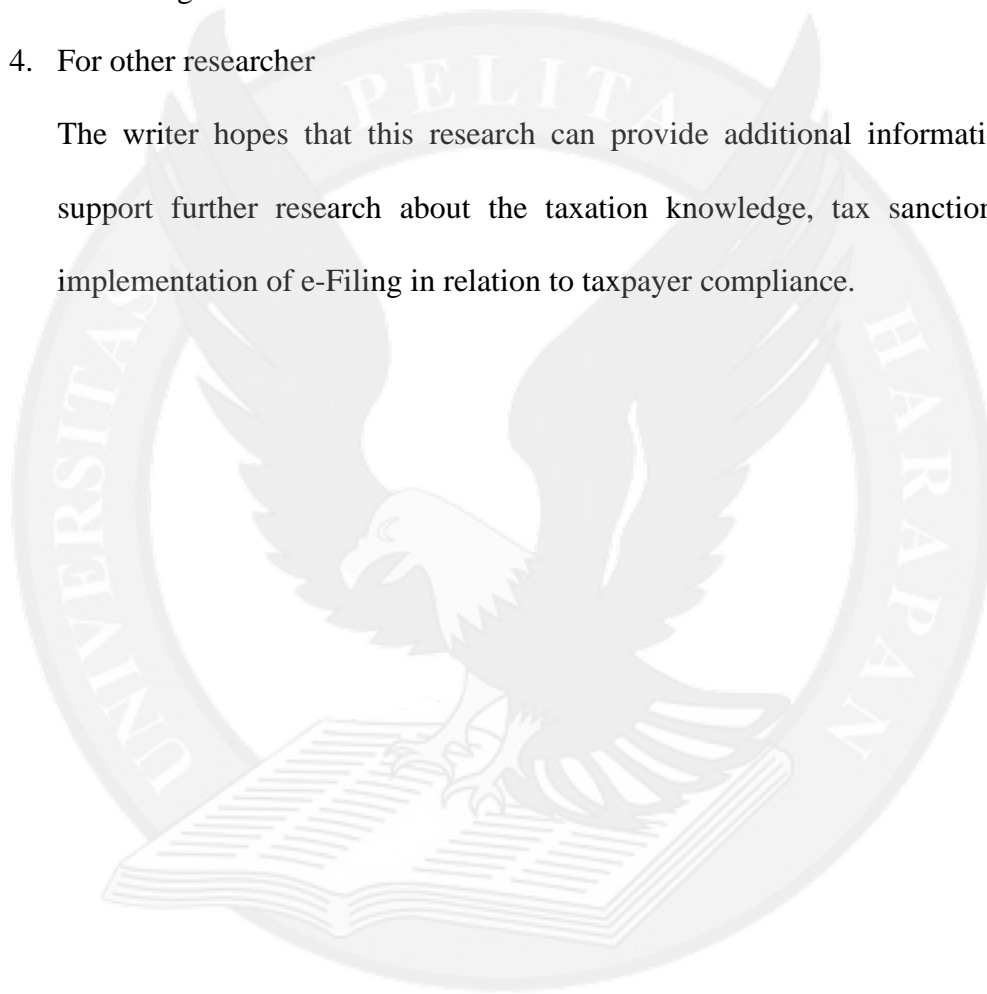 4. For other researcher
The writer hopes that this research can provide additional informati
support further research about the taxation knowledge, tax sanction
implementation of e-Filing in relation to taxpayer compliance.
UNIVERSITAS PELITA HARAPAN